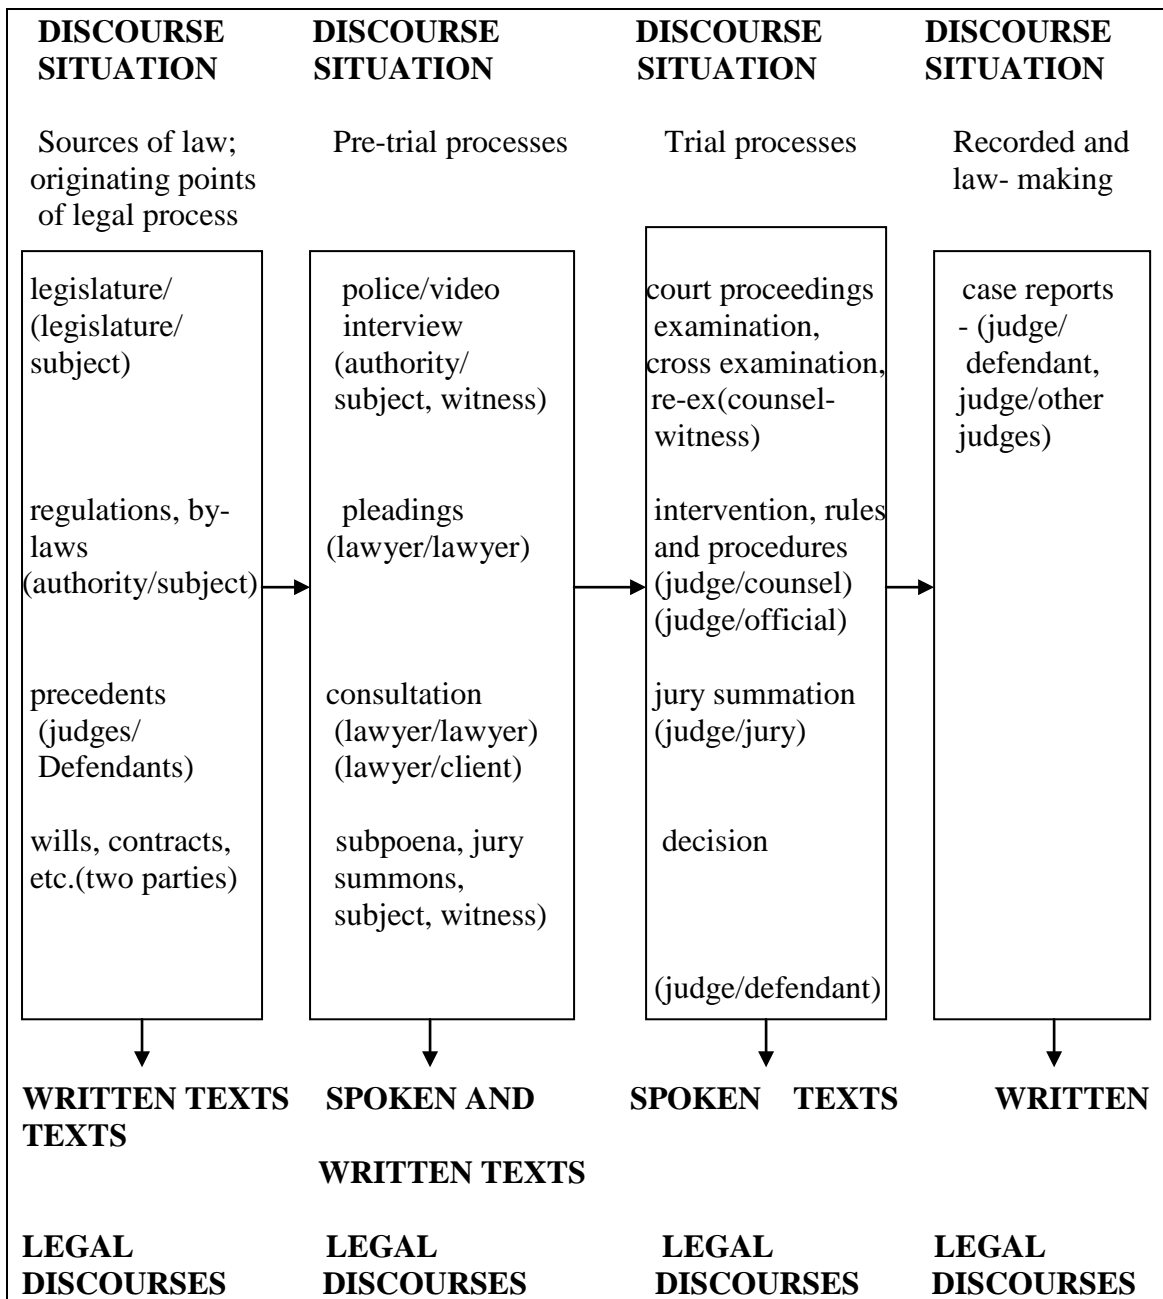 DISCOURSE SITUATION
Sources of law;
originating points
of legal process
legislature/
(legislature/
subject)
regulations, by-
laws
(authority/subject)
precedents
(judges/
Defendants)
wills, contracts,
etc.(two parties)
WRITTEN TEXTS
TEXTS
LEGAL
DISCOURSES
DISCOURSE
SITUATION
Pre-trial processes
police/video
interview
(authority/
subject, witness)
pleadings
(lawyer/lawyer)
consultation
(lawyer/lawyer)
(lawyer/client)
subpoena, jury
summons,
subject, witness)
SPOKEN AND
WRITTEN TEXTS
LEGAL
DISCOURSES
DISCOURSE
SITUATION
Trial processes
court proceedings
examination,
cross examination,
re-ex(counsel-
witness)
intervention, rules
and procedures
(judge/counsel)
(judge/official)
jury summation
(judge/jury)
decision
(judge/defendant)
SPOKEN TEXTS
LEGAL
DISCOURSES
DISCOURSE
SITUATION
Recorded and
law- making
case reports
- (judge/
defendant,
judge/other
judges)
WRITTEN
LEGAL
DISCOURSES